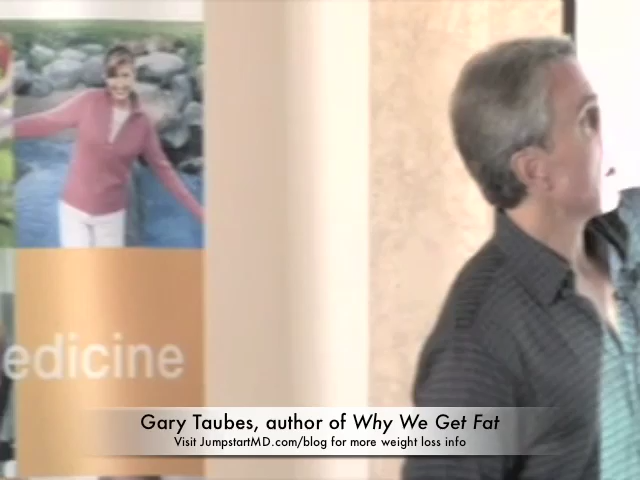 edicine
Gary Taubes, author of Why We Get Fat
Visit JumpstartMD.com/blog for more weight loss info